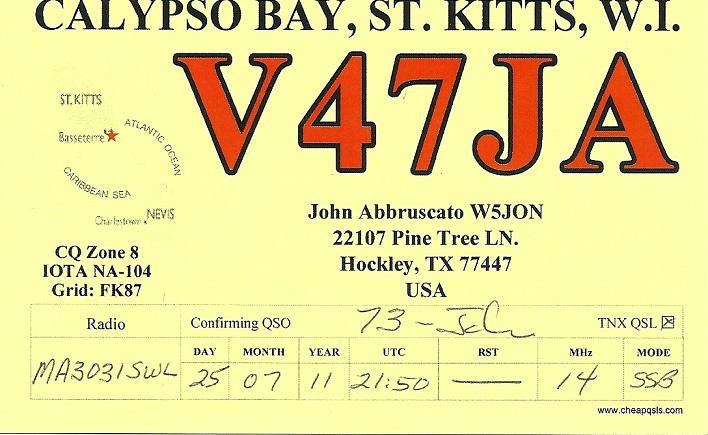 CALYPSO BAY, ST. KITTS, W.I.
V47JA
ST. KITTS
Basseterre
ATLANTIC OCEAN
CARIBBEAN SEA
Charlestown
NEVIS
CQ Zone 8
IOTA NA-104
Grid: FK87
John Abbruscato W5JON
22107 Pine Tree LN.
Hockley, TX 77447
USA
Radio Confirming QSO 73 - John TNX QSL ☒
DAY MONTH YEAR UTC RST MHz MODE
MA3031SWL 25 07 11 21:50 — 14 SSB
www.cheapqsls.com